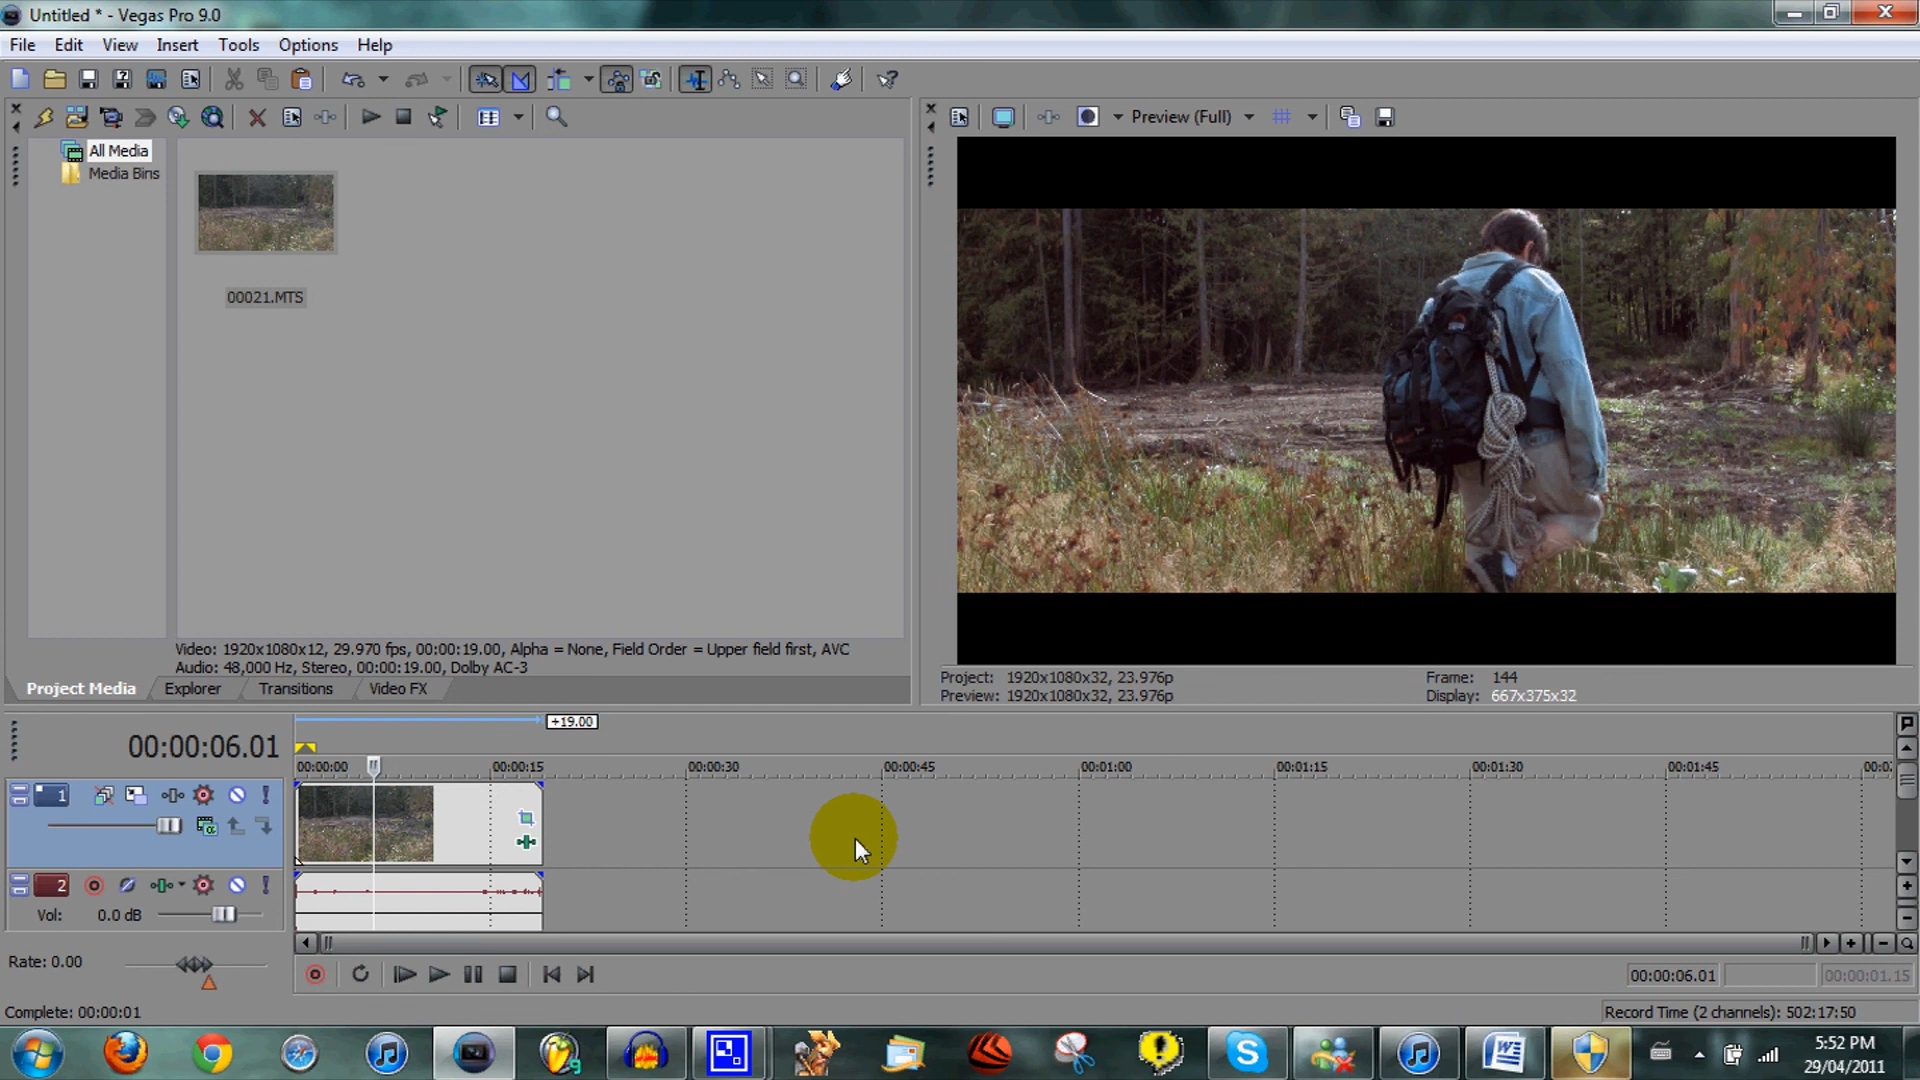 Untitled * - Vegas Pro 9.0
File Edit View Insert Tools Options Help
Preview (Full)
All Media
Media Bins
00021.MTS
Video: 1920x1080x12, 29.970 fps, 00:00:19.00, Alpha = None, Field Order = Upper field first, AVC
Audio: 48,000 Hz, Stereo, 00:00:19.00, Dolby AC-3
Project Media Explorer Transitions Video FX
Project: 1920x1080x32, 23.976p Frame: 144
Preview: 1920x1080x32, 23.976p Display: 667x375x32
+19.00
00:00:06.01
00:00:00 00:00:15 00:00:30 00:00:45 00:01:00 00:01:15 00:01:30 00:01:45
1
2
Vol: 0.0 dB
Rate: 0.00
00:00:06.01 00:00:01.15
Complete: 00:00:01
Record Time (2 channels): 502:17:50
5:52 PM
29/04/2011